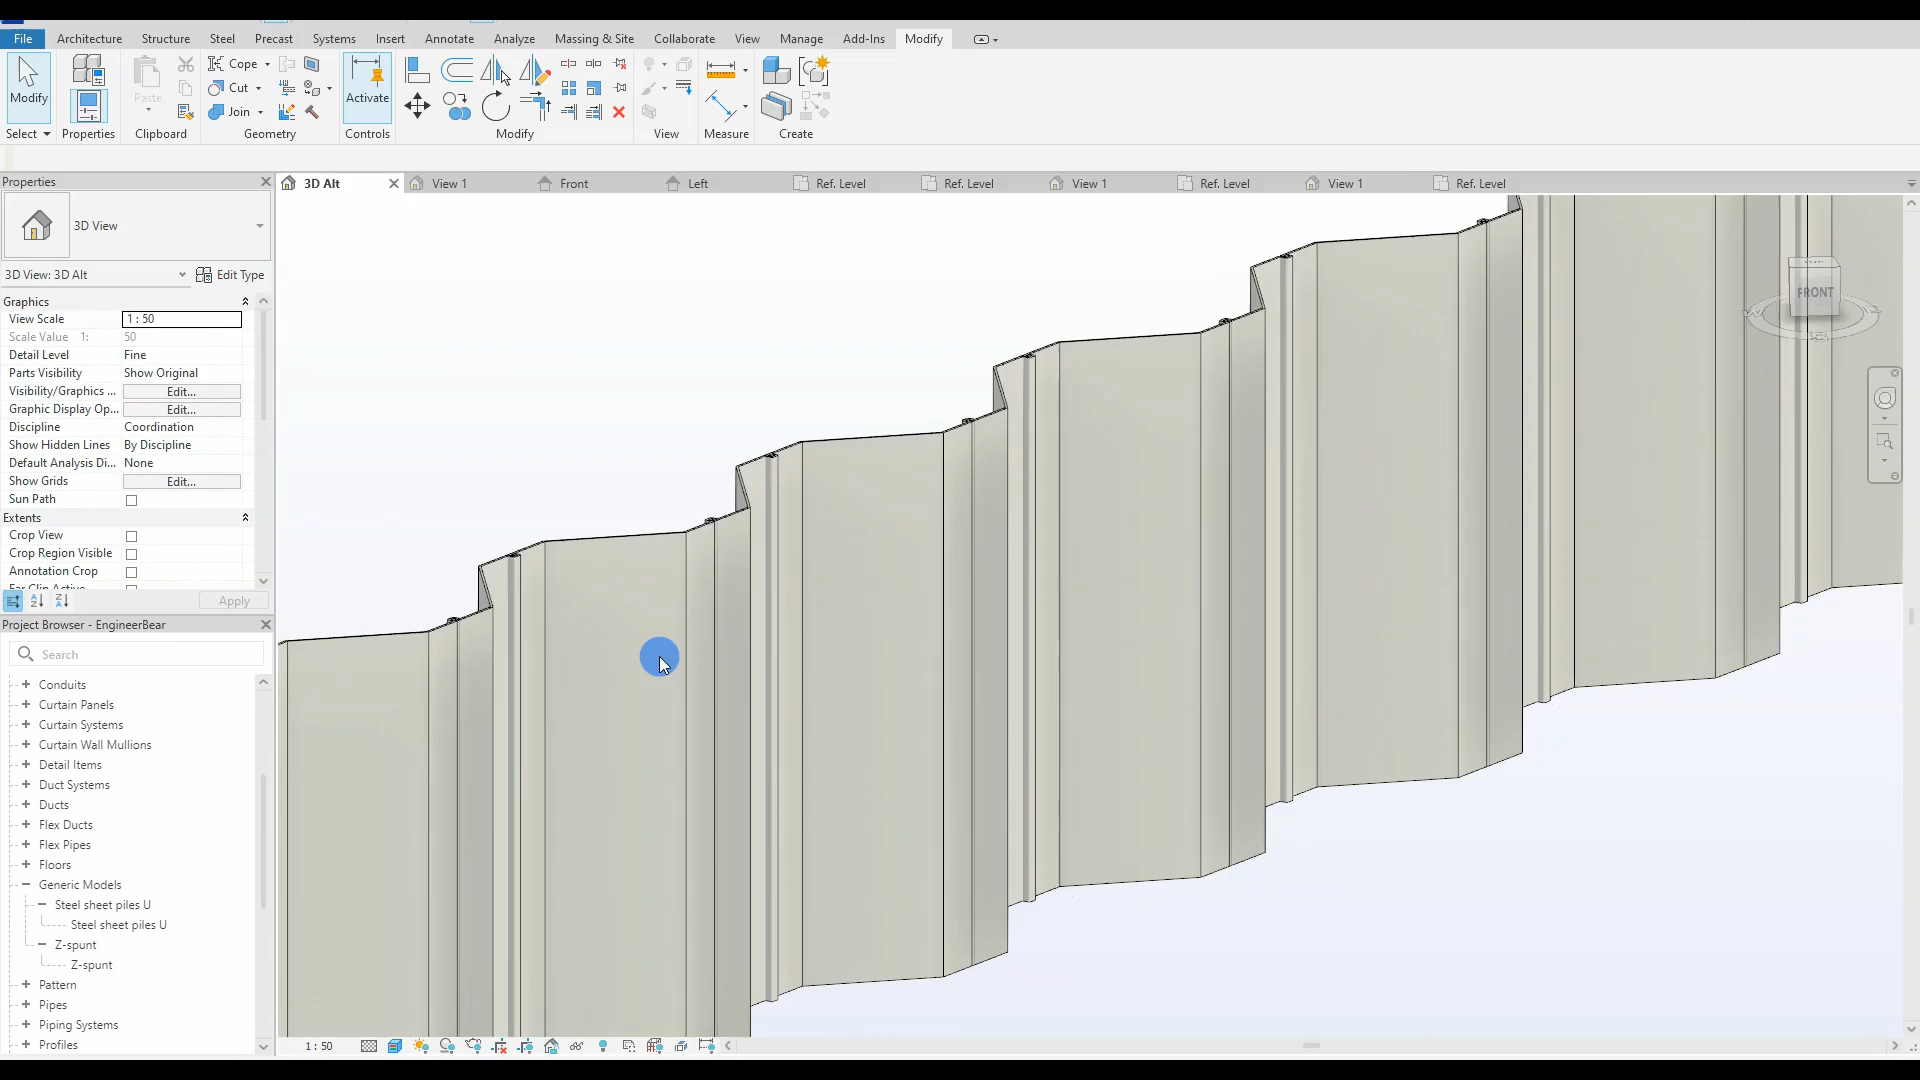 File Architecture Structure Steel Precast Systems Insert Annotate Analyze Massing & Site Collaborate View Manage Add-Ins Modify
Cope
Modify Paste Cut Activate
Join
Select Properties Clipboard Geometry Controls Modify View Measure Create
Properties
3D Alt View 1 Front Left Ref. Level Ref. Level View 1 Ref. Level View 1 Ref. Level
3D View
3D View: 3D Alt Edit Type
Graphics
View Scale 1 : 50
Scale Value 1: 50
Detail Level Fine
Parts Visibility Show Original
Visibility/Graphics ... Edit...
Graphic Display Op... Edit...
Discipline Coordination
Show Hidden Lines By Discipline
Default Analysis Di... None
Show Grids Edit...
Sun Path
Extents
Crop View
Crop Region Visible
Annotation Crop
Far Clip Active
Apply
Project Browser - EngineerBear
Search
Conduits
Curtain Panels
Curtain Systems
Curtain Wall Mullions
Detail Items
Duct Systems
Ducts
Flex Ducts
Flex Pipes
Floors
Generic Models
Steel sheet piles U
Steel sheet piles U
Z-spunt
Z-spunt
Pattern
Pipes
Piping Systems
Profiles
TOP
FRONT
S
1 : 50